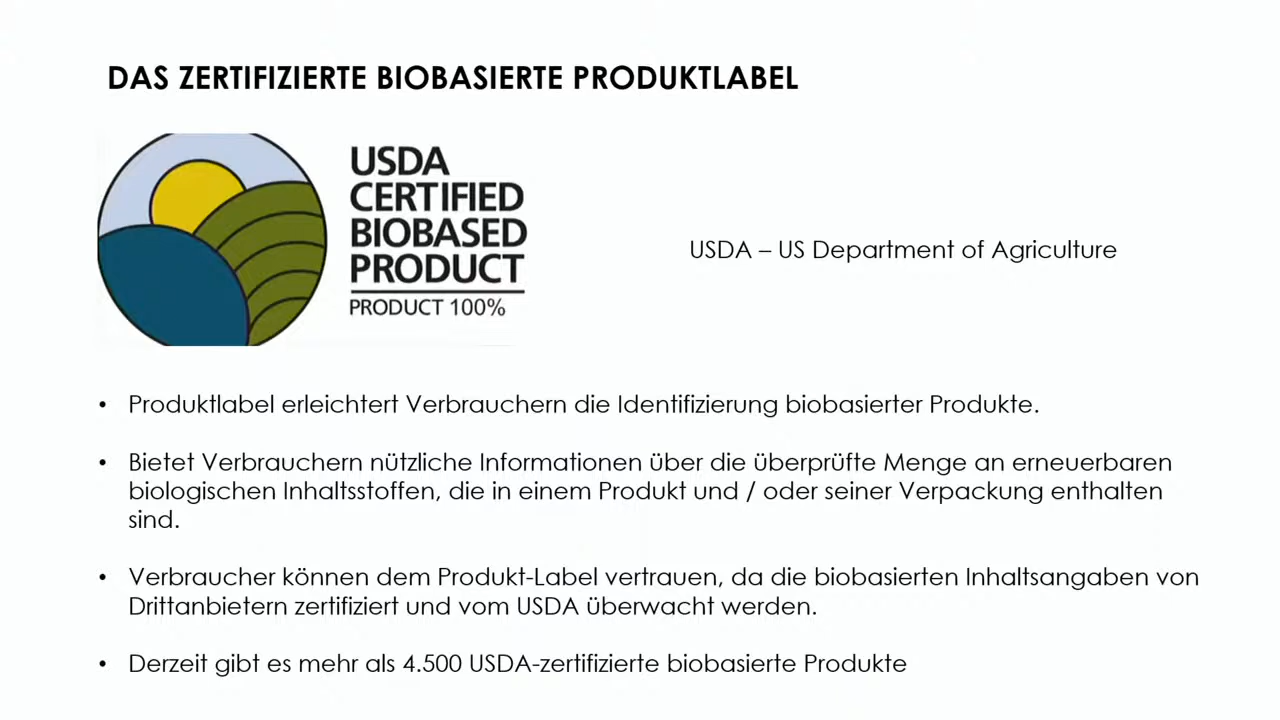 DAS ZERTIFIZIERTE BIOBASIERTE PRODUKTLABEL
USDA
CERTIFIED
BIOBASED
PRODUCT
PRODUCT 100%
USDA – US Department of Agriculture
• Produktlabel erleichtert Verbrauchern die Identifizierung biobasierter Produkte.
• Bietet Verbrauchern nützliche Informationen über die überprüfte Menge an erneuerbaren
biologischen Inhaltsstoffen, die in einem Produkt und / oder seiner Verpackung enthalten
sind.
• Verbraucher können dem Produkt-Label vertrauen, da die biobasierten Inhaltsangaben von
Drittanbietern zertifiziert und vom USDA überwacht werden.
• Derzeit gibt es mehr als 4.500 USDA-zertifizierte biobasierte Produkte